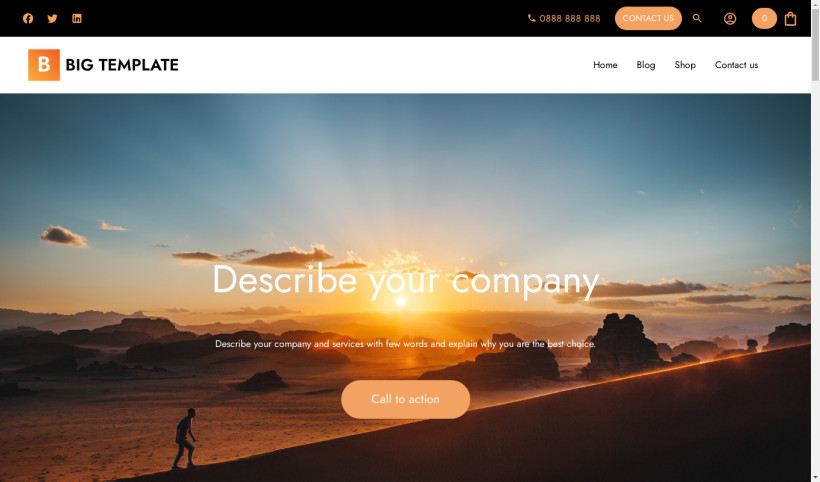 0888 888 888 CONTACT US 0
B BIG TEMPLATE Home Blog Shop Contact us
Describe your company
Describe your company and services with few words and explain why you are the best choice.
Call to action